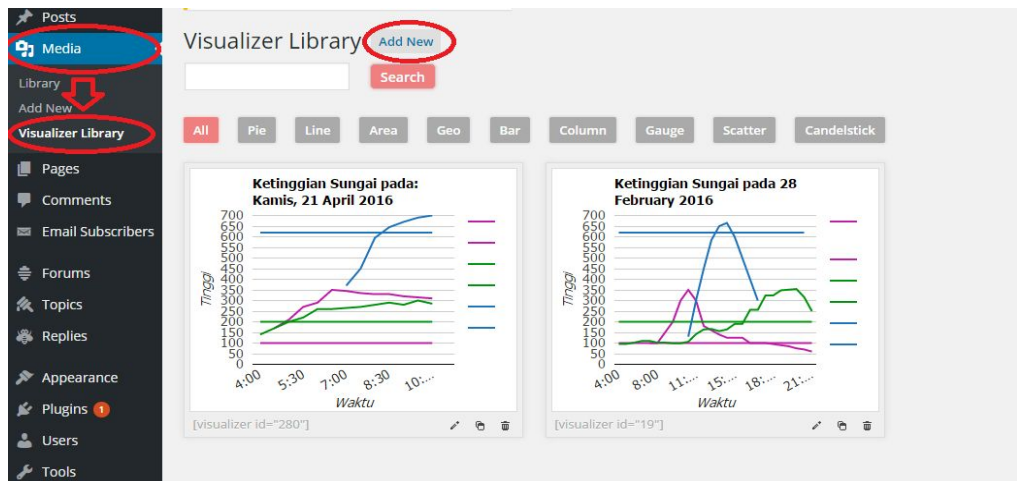 Posts
Media
Library
Add New
Visualizer Library
Pages
Comments
Email Subscribers
Forums
Topics
Replies
Appearance
Plugins 1
Users
Tools
Visualizer Library Add New
Search
All Pie Line Area Geo Bar Column Gauge Scatter Candelstick
Ketinggian Sungai pada:
Kamis, 21 April 2016
700
650
600
550
500
450
400
350
300
250
200
150
100
50
0
Tinggi
4:00 5:30 7:00 8:30 10:...
Waktu
[visualizer id="280"]
Ketinggian Sungai pada 28
February 2016
700
650
600
550
500
450
400
350
300
250
200
150
100
50
0
Tinggi
4:00 8:00 11:... 15:... 18:... 21:...
Waktu
[visualizer id="19"]